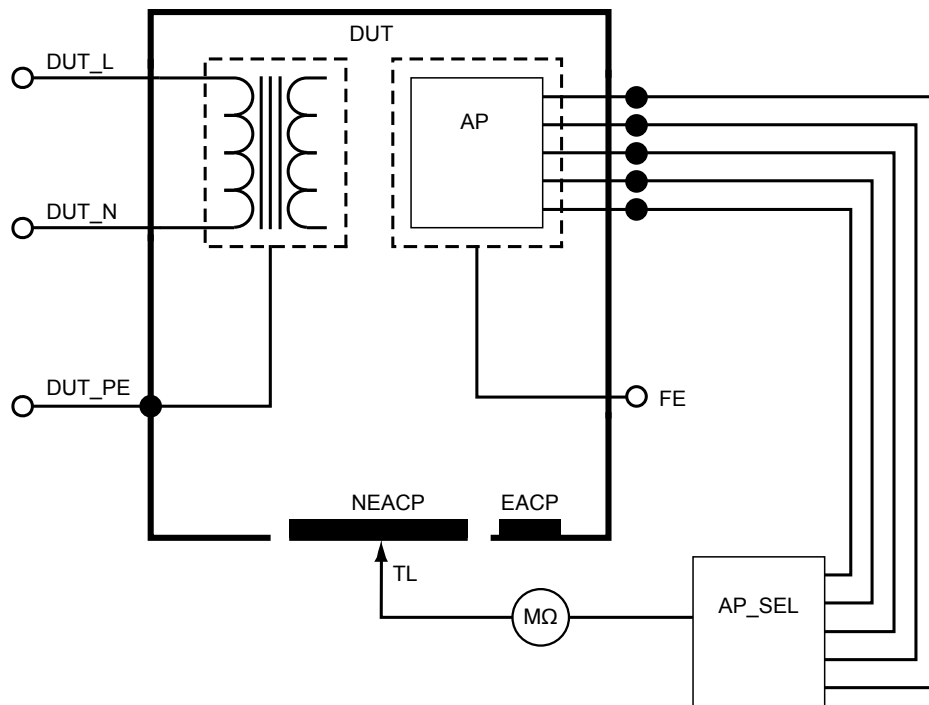 DUT
DUT_L
AP
DUT_N
DUT_PE
FE
NEACP
EACP
TL
MΩ
AP_SEL